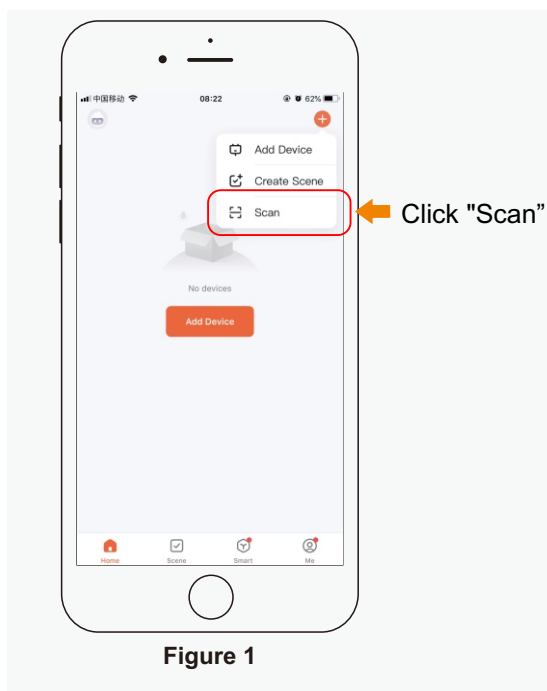 中国移动 08:22 62%
Add Device
Create Scene
Scan
Click "Scan”
No devices
Add Device
Home Scene Smart Me
Figure 1